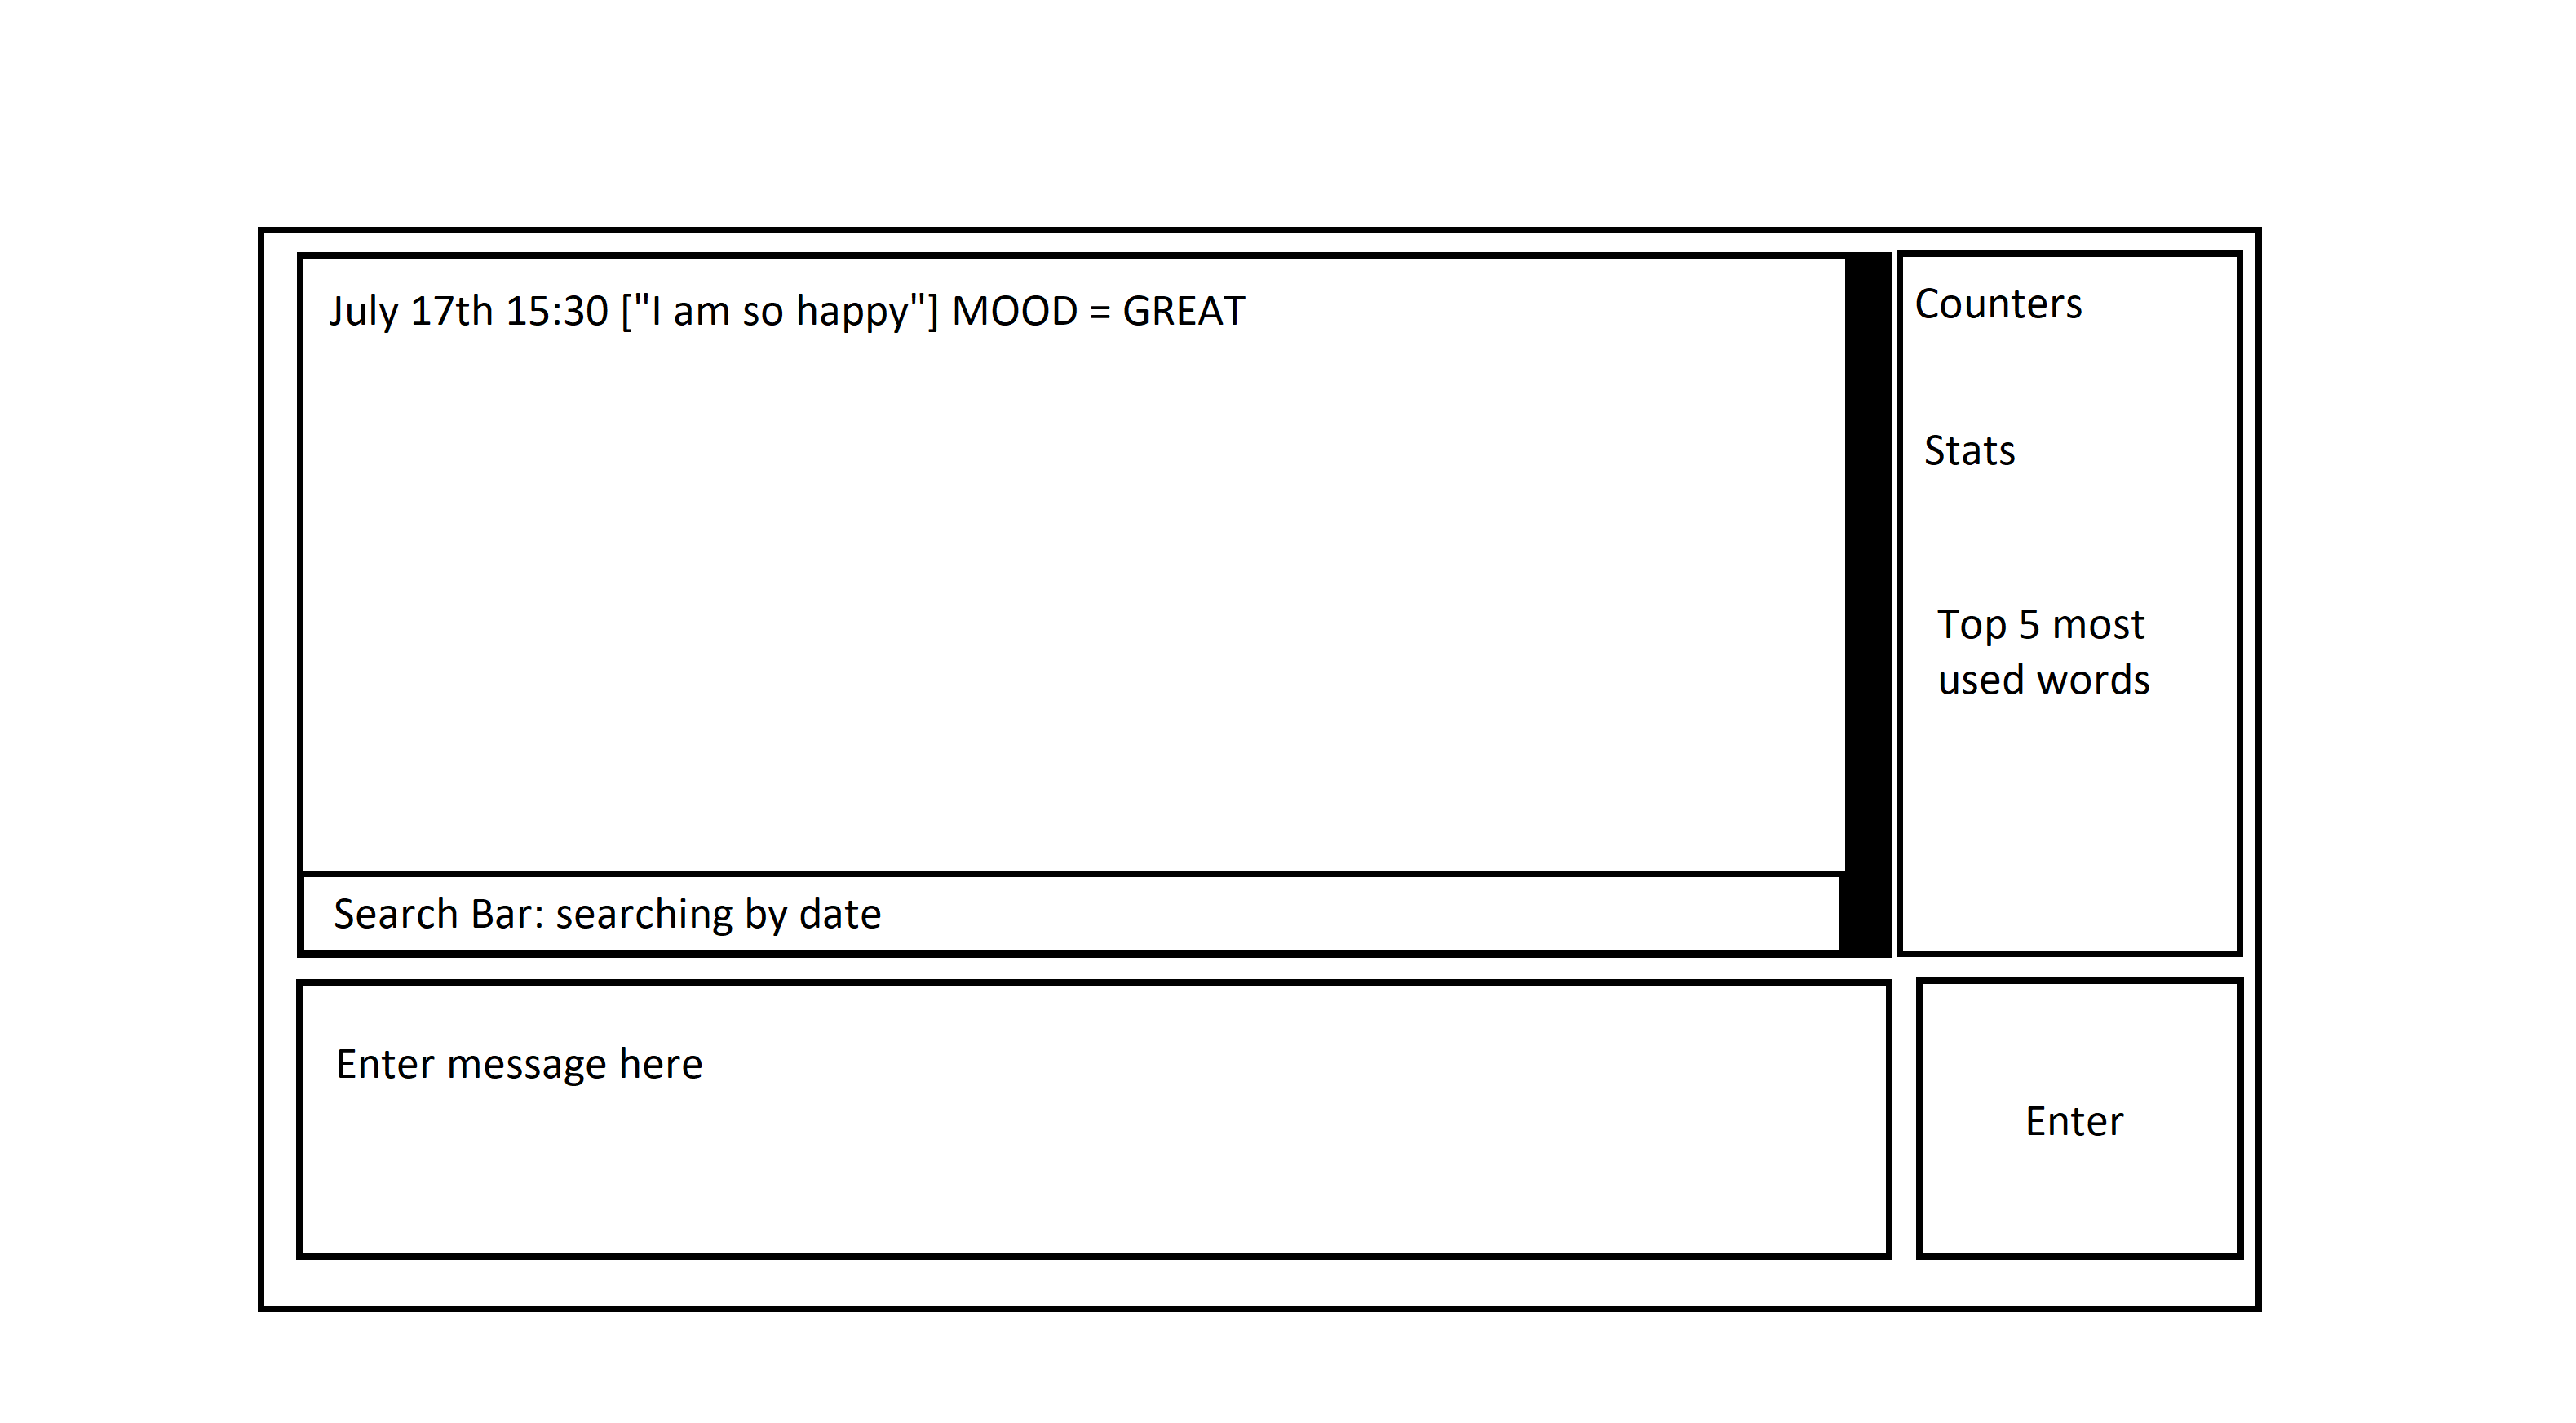 July 17th 15:30 ["I am so happy"] MOOD = GREAT
Search Bar: searching by date
Counters
Stats
Top 5 most
used words
Enter message here
Enter